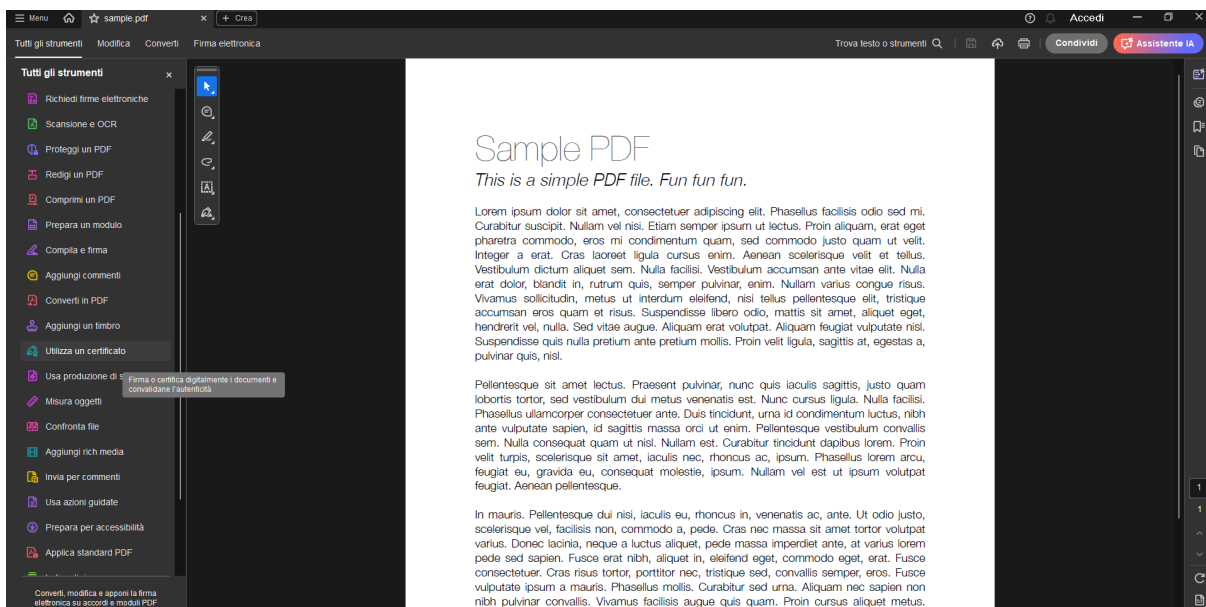 Menu
sample.pdf
+ Crea
Accedi
Tutti gli strumenti Modifica Converti Firma elettronica
Trova testo o strumenti
Condividi
Assistente IA
Tutti gli strumenti
Richiedi firme elettroniche
Scansione e OCR
Proteggi un PDF
Redigi un PDF
Comprimi un PDF
Prepara un modulo
Compila e firma
Aggiungi commenti
Converti in PDF
Aggiungi un timbro
Utilizza un certificato
Usa produzione di s
Firma o certifica digitalmente i documenti e
convalidane l'autenticità
Misura oggetti
Confronta file
Aggiungi rich media
Invia per commenti
Usa azioni guidate
Prepara per accessibilità
Applica standard PDF
Converti, modifica e apponi la firma
elettronica su accordi e moduli PDF
Sample PDF
This is a simple PDF file. Fun fun fun.
Lorem ipsum dolor sit amet, consectetuer adipiscing elit. Phasellus facilisis odio sed mi.
Curabitur suscipit. Nullam vel nisi. Etiam semper ipsum ut lectus. Proin aliquam, erat eget
pharetra commodo, eros mi condimentum quam, sed commodo justo quam ut velit.
Integer a erat. Cras laoreet ligula cursus enim. Aenean scelerisque velit et tellus.
Vestibulum dictum aliquet sem. Nulla facilisi. Vestibulum accumsan ante vitae elit. Nulla
erat dolor, blandit in, rutrum quis, semper pulvinar, enim. Nullam varius congue risus.
Vivamus sollicitudin, metus ut interdum eleifend, nisi tellus pellentesque elit, tristique
accumsan eros quam et risus. Suspendisse libero odio, mattis sit amet, aliquet eget,
hendrerit vel, nulla. Sed vitae augue. Aliquam erat volutpat. Aliquam feugiat vulputate nisl.
Suspendisse quis nulla pretium ante pretium mollis. Proin velit ligula, sagittis at, egestas a,
pulvinar quis, nisl.
Pellentesque sit amet lectus. Praesent pulvinar, nunc quis iaculis sagittis, justo quam
lobortis tortor, sed vestibulum dui metus venenatis est. Nunc cursus ligula. Nulla facilisi.
Phasellus ullamcorper consectetuer ante. Duis tincidunt, urna id condimentum luctus, nibh
ante vulputate sapien, id sagittis massa orci ut enim. Pellentesque vestibulum convallis
sem. Nulla consequat quam ut nisl. Nullam est. Curabitur tincidunt dapibus lorem. Proin
velit turpis, scelerisque sit amet, iaculis nec, rhoncus ac, ipsum. Phasellus lorem arcu,
feugiat eu, gravida eu, consequat molestie, ipsum. Nullam vel est ut ipsum volutpat
feugiat. Aenean pellentesque.
In mauris. Pellentesque dui nisi, iaculis eu, rhoncus in, venenatis ac, ante. Ut odio justo,
scelerisque vel, facilisis non, commodo a, pede. Cras nec massa sit amet tortor volutpat
varius. Donec lacinia, neque a luctus aliquet, pede massa imperdiet ante, at varius lorem
pede sed sapien. Fusce erat nibh, aliquet in, eleifend eget, commodo eget, erat. Fusce
consectetuer. Cras risus tortor, porttitor nec, tristique sed, convallis semper, eros. Fusce
vulputate ipsum a mauris. Phasellus mollis. Curabitur sed urna. Aliquam nec sapien non
nibh pulvinar convallis. Vivamus facilisis augue quis quam. Proin cursus aliquet metus.
1
1